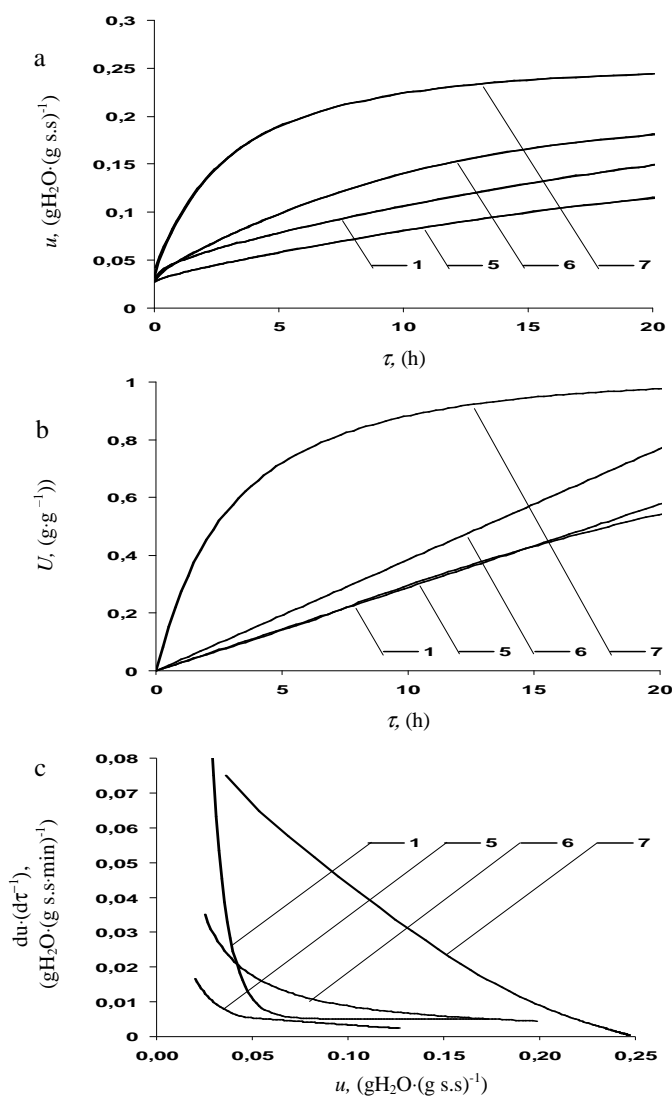 a
u, (gH₂O·(g s.s)⁻¹)
0,3
0,25
0,2
0,15
0,1
0,05
0
1 5 6 7
0 5 10 15 20
τ, (h)
b
U, (g·g⁻¹))
1
0,8
0,6
0,4
0,2
0
1 5 6 7
0 5 10 15 20
τ, (h)
c
du·(dτ⁻¹),
(gH₂O·(g s.s·min)⁻¹)
0,08
0,07
0,06
0,05
0,04
0,03
0,02
0,01
0
1 5 6 7
0,00 0,05 0.10 0,15 0,20 0,25
u, (gH₂O·(g s.s)⁻¹)